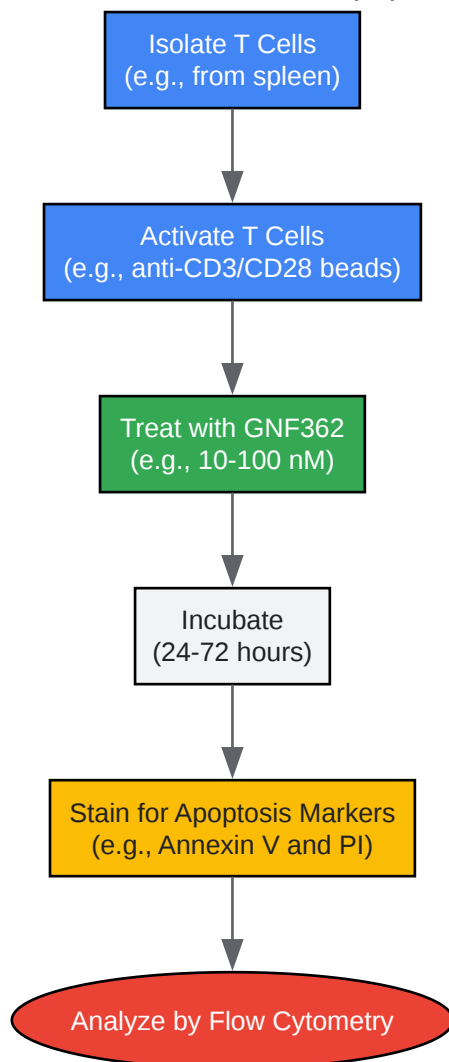 Isolate T Cells
(e.g., from spleen)
Activate T Cells
(e.g., anti-CD3/CD28 beads)
Treat with GNF362
(e.g., 10-100 nM)
Incubate
(24-72 hours)
Stain for Apoptosis Markers
(e.g., Annexin V and PI)
Analyze by Flow Cytometry